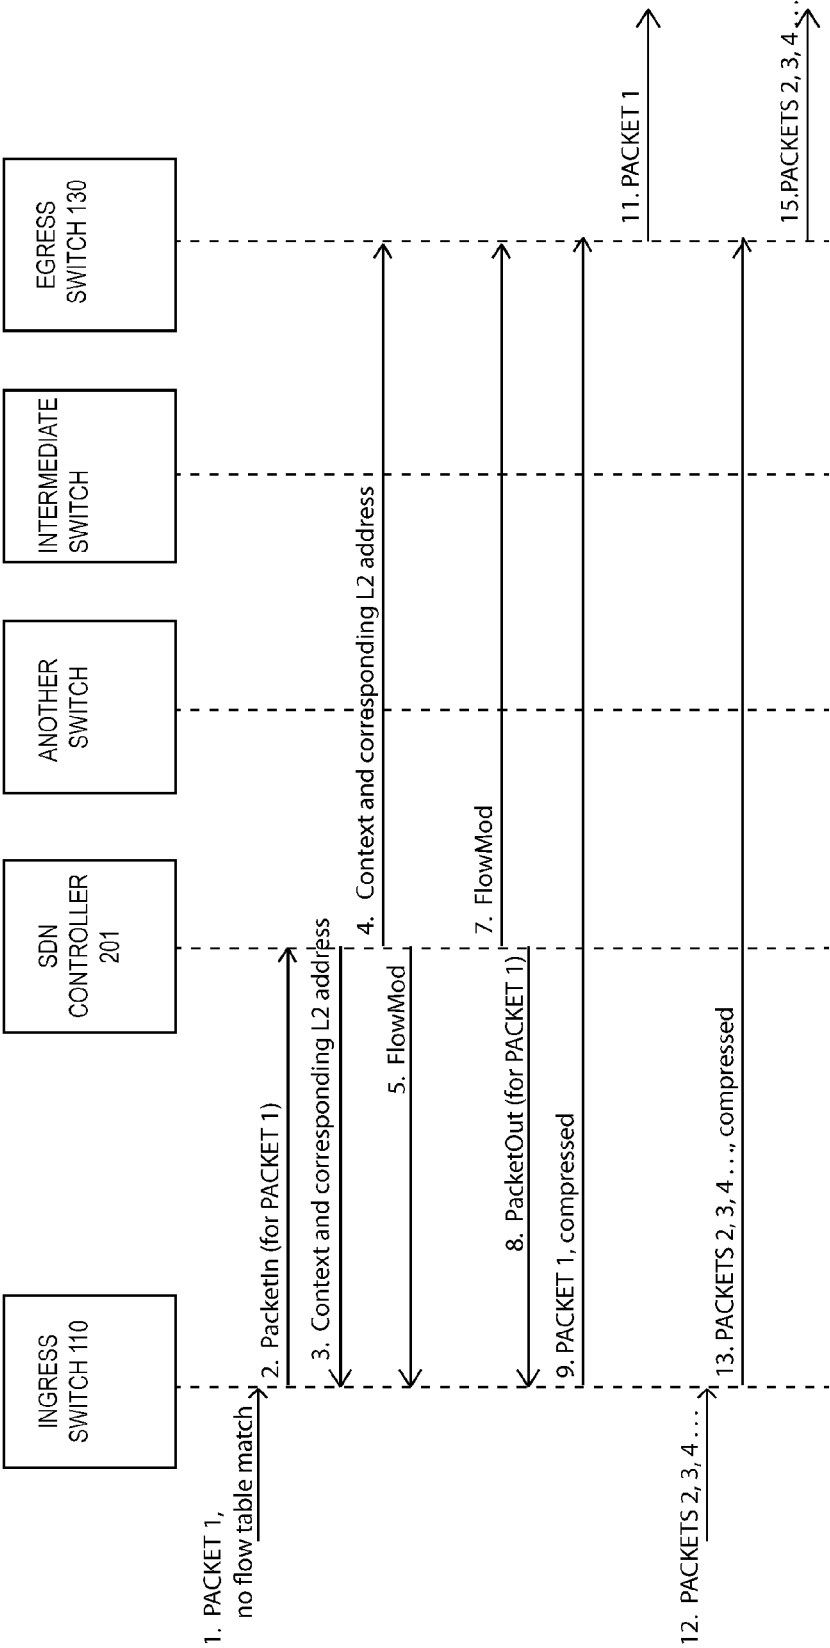 INGRESS
SWITCH 110
SDN
CONTROLLER
201
ANOTHER
SWITCH
INTERMEDIATE
SWITCH
EGRESS
SWITCH 130
1. PACKET 1,
no flow table match
2. PacketIn (for PACKET 1)
3. Context and corresponding L2 address
4. Context and corresponding L2 address
5. FlowMod
7. FlowMod
8. PacketOut (for PACKET 1)
9. PACKET 1, compressed
11. PACKET 1
12. PACKETS 2, 3, 4 . . .
13. PACKETS 2, 3, 4 . . ., compressed
15.PACKETS 2, 3, 4 . . .